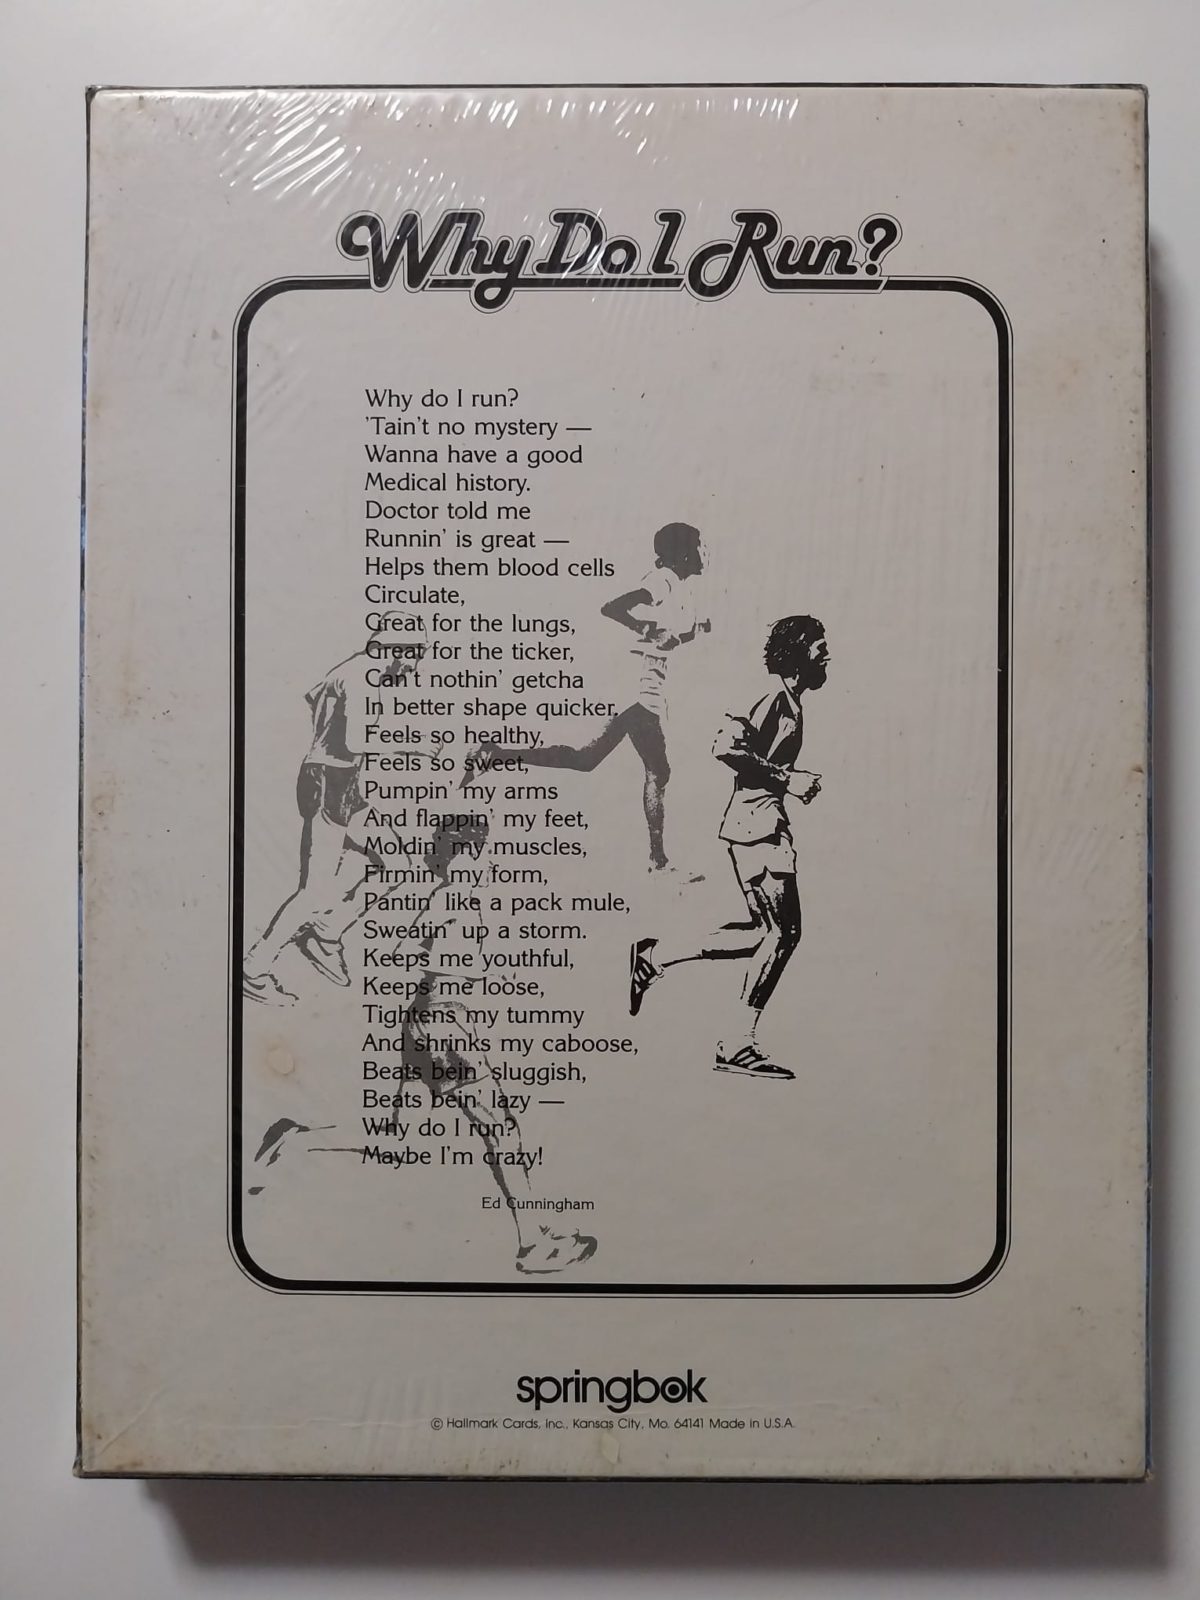 Why Do I Run?
Why do I run?
'Tain't no mystery —
Wanna have a good
Medical history.
Doctor told me
Runnin' is great —
Helps them blood cells
Circulate,
Great for the lungs,
Great for the ticker,
Can't nothin' getcha
In better shape quicker.
Feels so healthy,
Feels so sweet,
Pumpin' my arms
And flappin' my feet,
Moldin' my muscles,
Firmin' my form,
Pantin' like a pack mule,
Sweatin' up a storm.
Keeps me youthful,
Keeps me loose,
Tightens my tummy
And shrinks my caboose,
Beats bein' sluggish,
Beats bein' lazy —
Why do I run?
Maybe I'm crazy!
Ed Cunningham
springbok
© Hallmark Cards, Inc., Kansas City, Mo. 64141 Made in U.S.A.